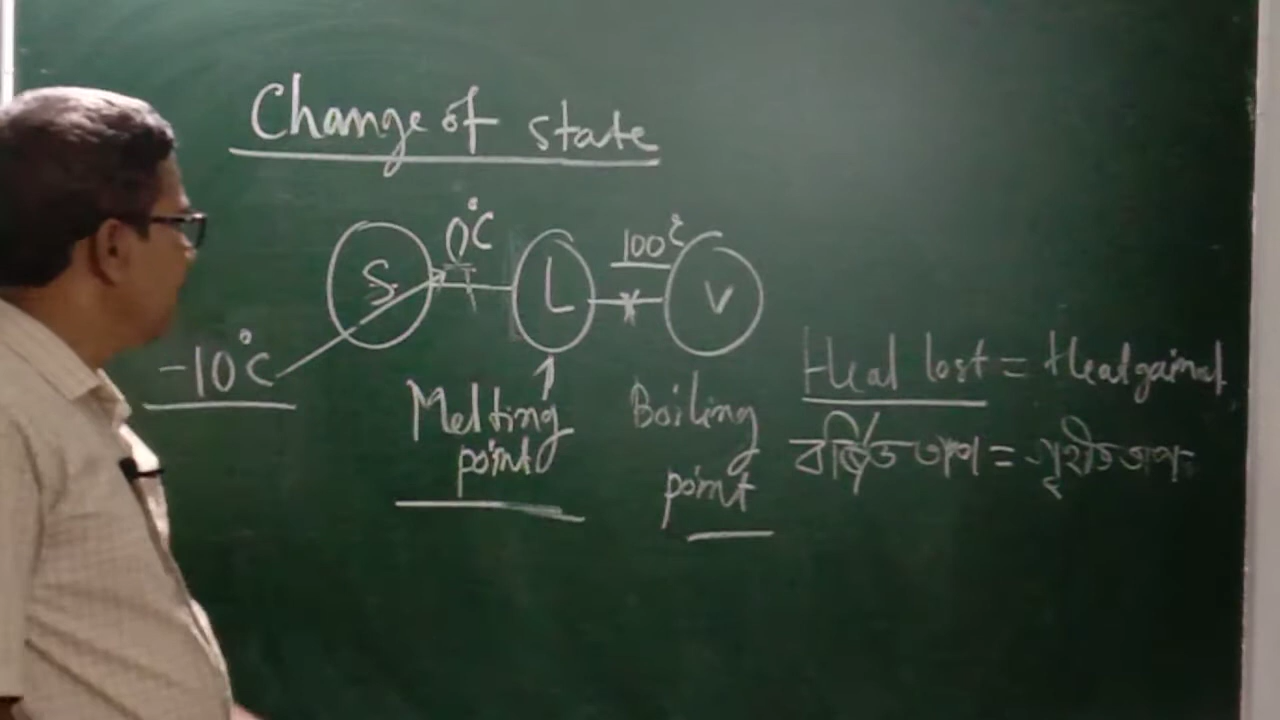 Change of state
S 0°C L 100°C V
-10°C
Melting
point
Boiling
point
Heat lost = Heat gained
বর্জিত তাপ = গৃহীত তাপ